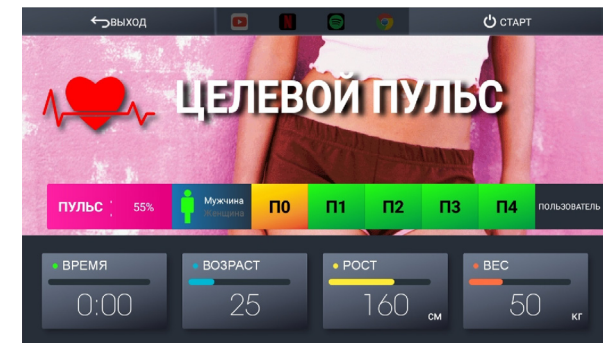 ВЫХОД
СТАРТ
ЦЕЛЕВОЙ ПУЛЬС
ПУЛЬС : 55%
Мужчина
Женщина
П0 П1 П2 П3 П4 ПОЛЬЗОВАТЕЛЬ
ВРЕМЯ ВОЗРАСТ РОСТ ВЕС
0:00 25 160 см 50 кг